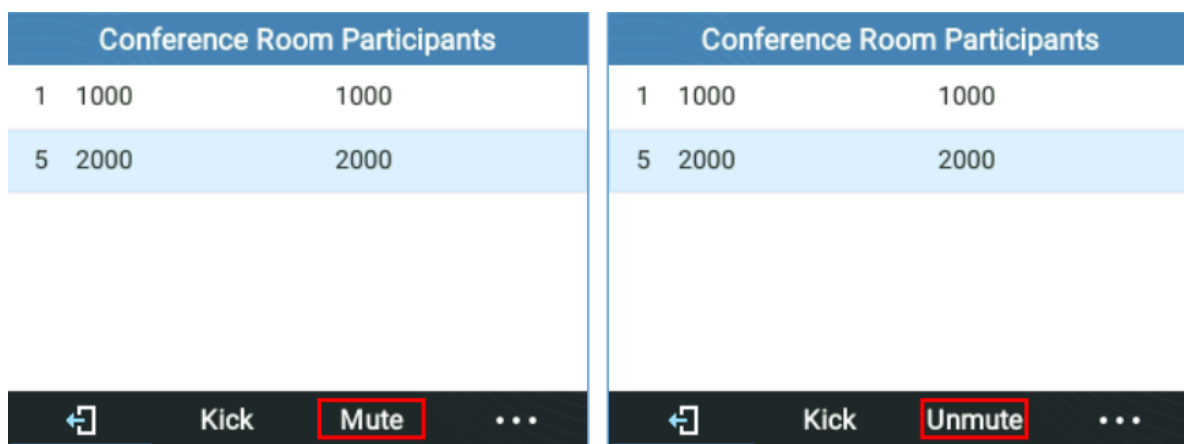 Conference Room Participants
1 1000 1000
5 2000 2000
Kick Mute ...
Conference Room Participants
1 1000 1000
5 2000 2000
Kick Unmute ...